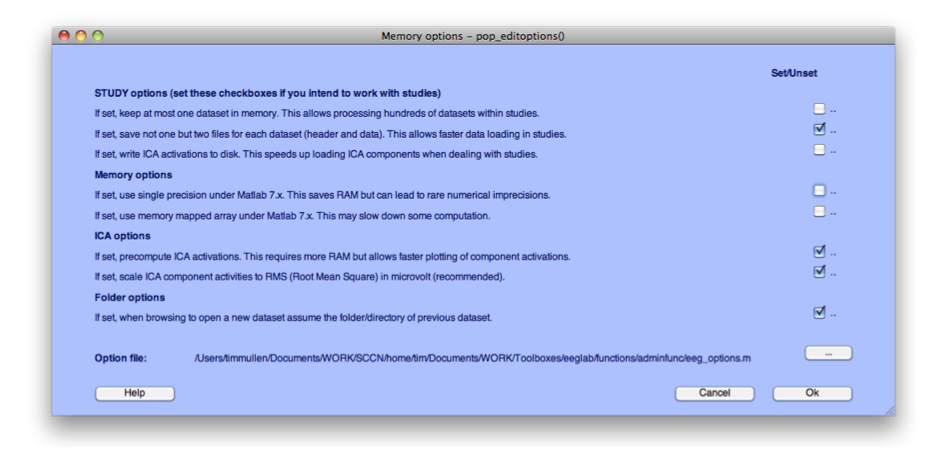 Memory options – pop_editoptions()
Set/Unset
STUDY options (set these checkboxes if you intend to work with studies)
If set, keep at most one dataset in memory. This allows processing hundreds of datasets within studies. ..
If set, save not one but two files for each dataset (header and data). This allows faster data loading in studies. ..
If set, write ICA activations to disk. This speeds up loading ICA components when dealing with studies. ..
Memory options
If set, use single precision under Matlab 7.x. This saves RAM but can lead to rare numerical imprecisions. ..
If set, use memory mapped array under Matlab 7.x. This may slow down some computation. ..
ICA options
If set, precompute ICA activations. This requires more RAM but allows faster plotting of component activations. ..
If set, scale ICA component activities to RMS (Root Mean Square) in microvolt (recommended). ..
Folder options
If set, when browsing to open a new dataset assume the folder/directory of previous dataset. ..
Option file: /Users/timmullen/Documents/WORK/SCCN/home/tim/Documents/WORK/Toolboxes/eeglab/functions/adminfunc/eeg_options.m ...
Help Cancel Ok